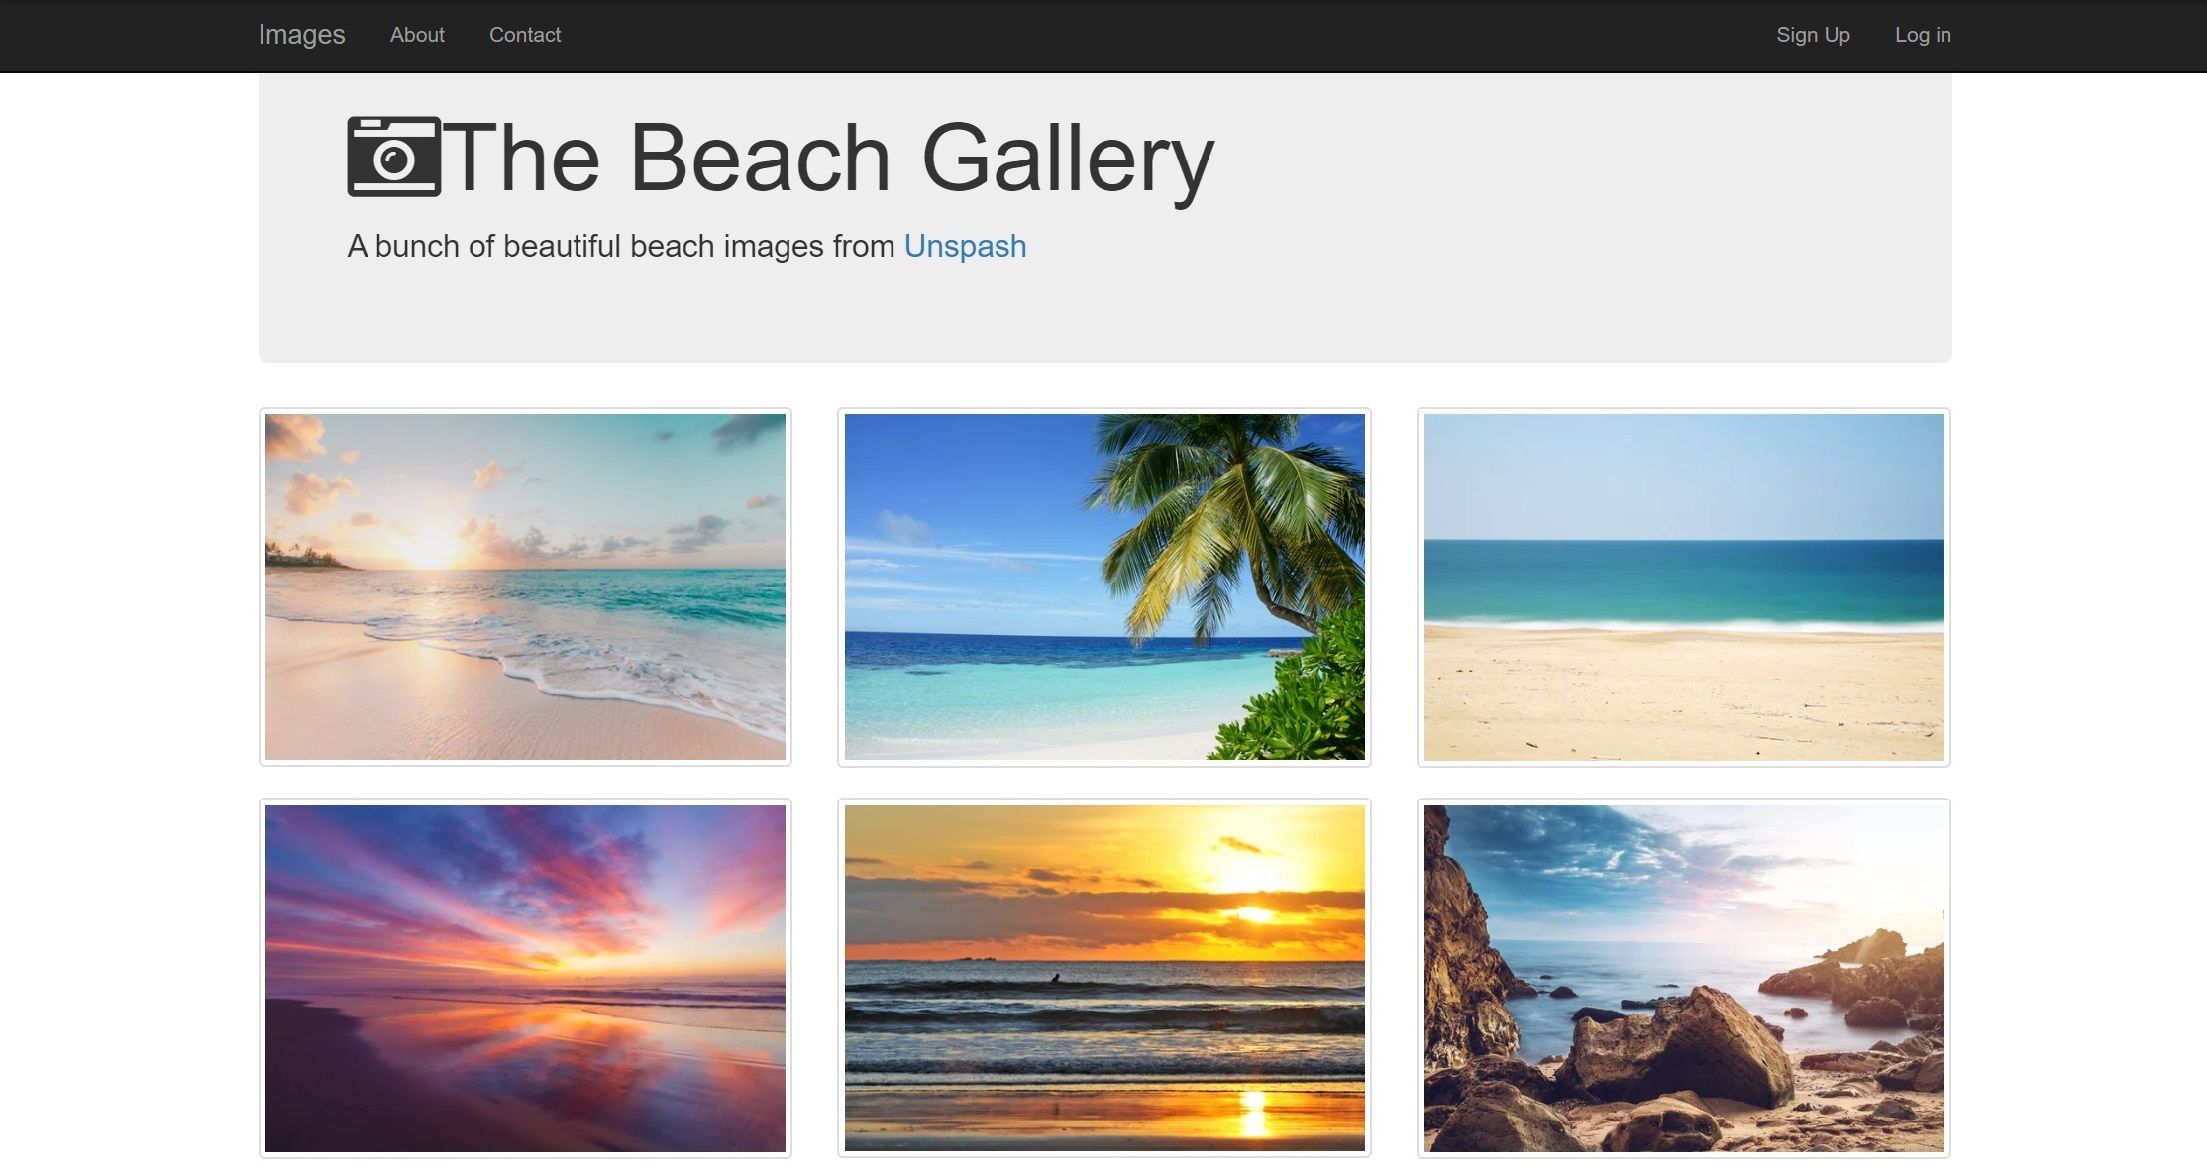 Images About Contact Sign Up Log in
The Beach Gallery
A bunch of beautiful beach images from Unspash